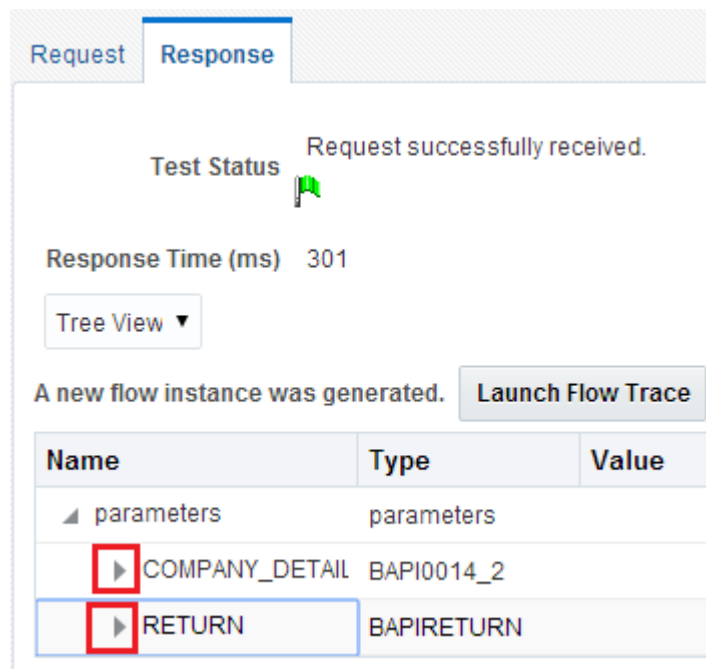 Request Response
Test Status Request successfully received.
Response Time (ms) 301
Tree View
A new flow instance was generated. Launch Flow Trace
Name Type Value
parameters parameters
COMPANY_DETAIL BAPI0014_2
RETURN BAPIRETURN